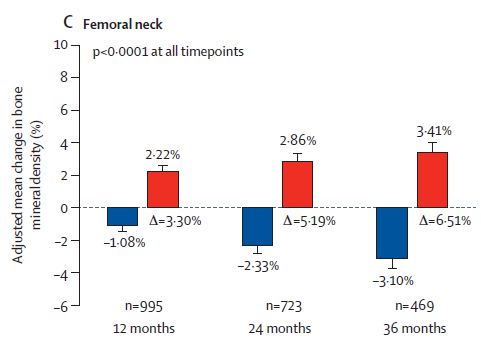 C Femoral neck
p<0·0001 at all timepoints
Adjusted mean change in bone
mineral density (%)
10
8
6
4
2
0
–2
–4
–6
2·22%
2·86%
3·41%
Δ=3·30%
Δ=5·19%
Δ=6·51%
–1·08%
–2·33%
–3·10%
n=995
n=723
n=469
12 months
24 months
36 months